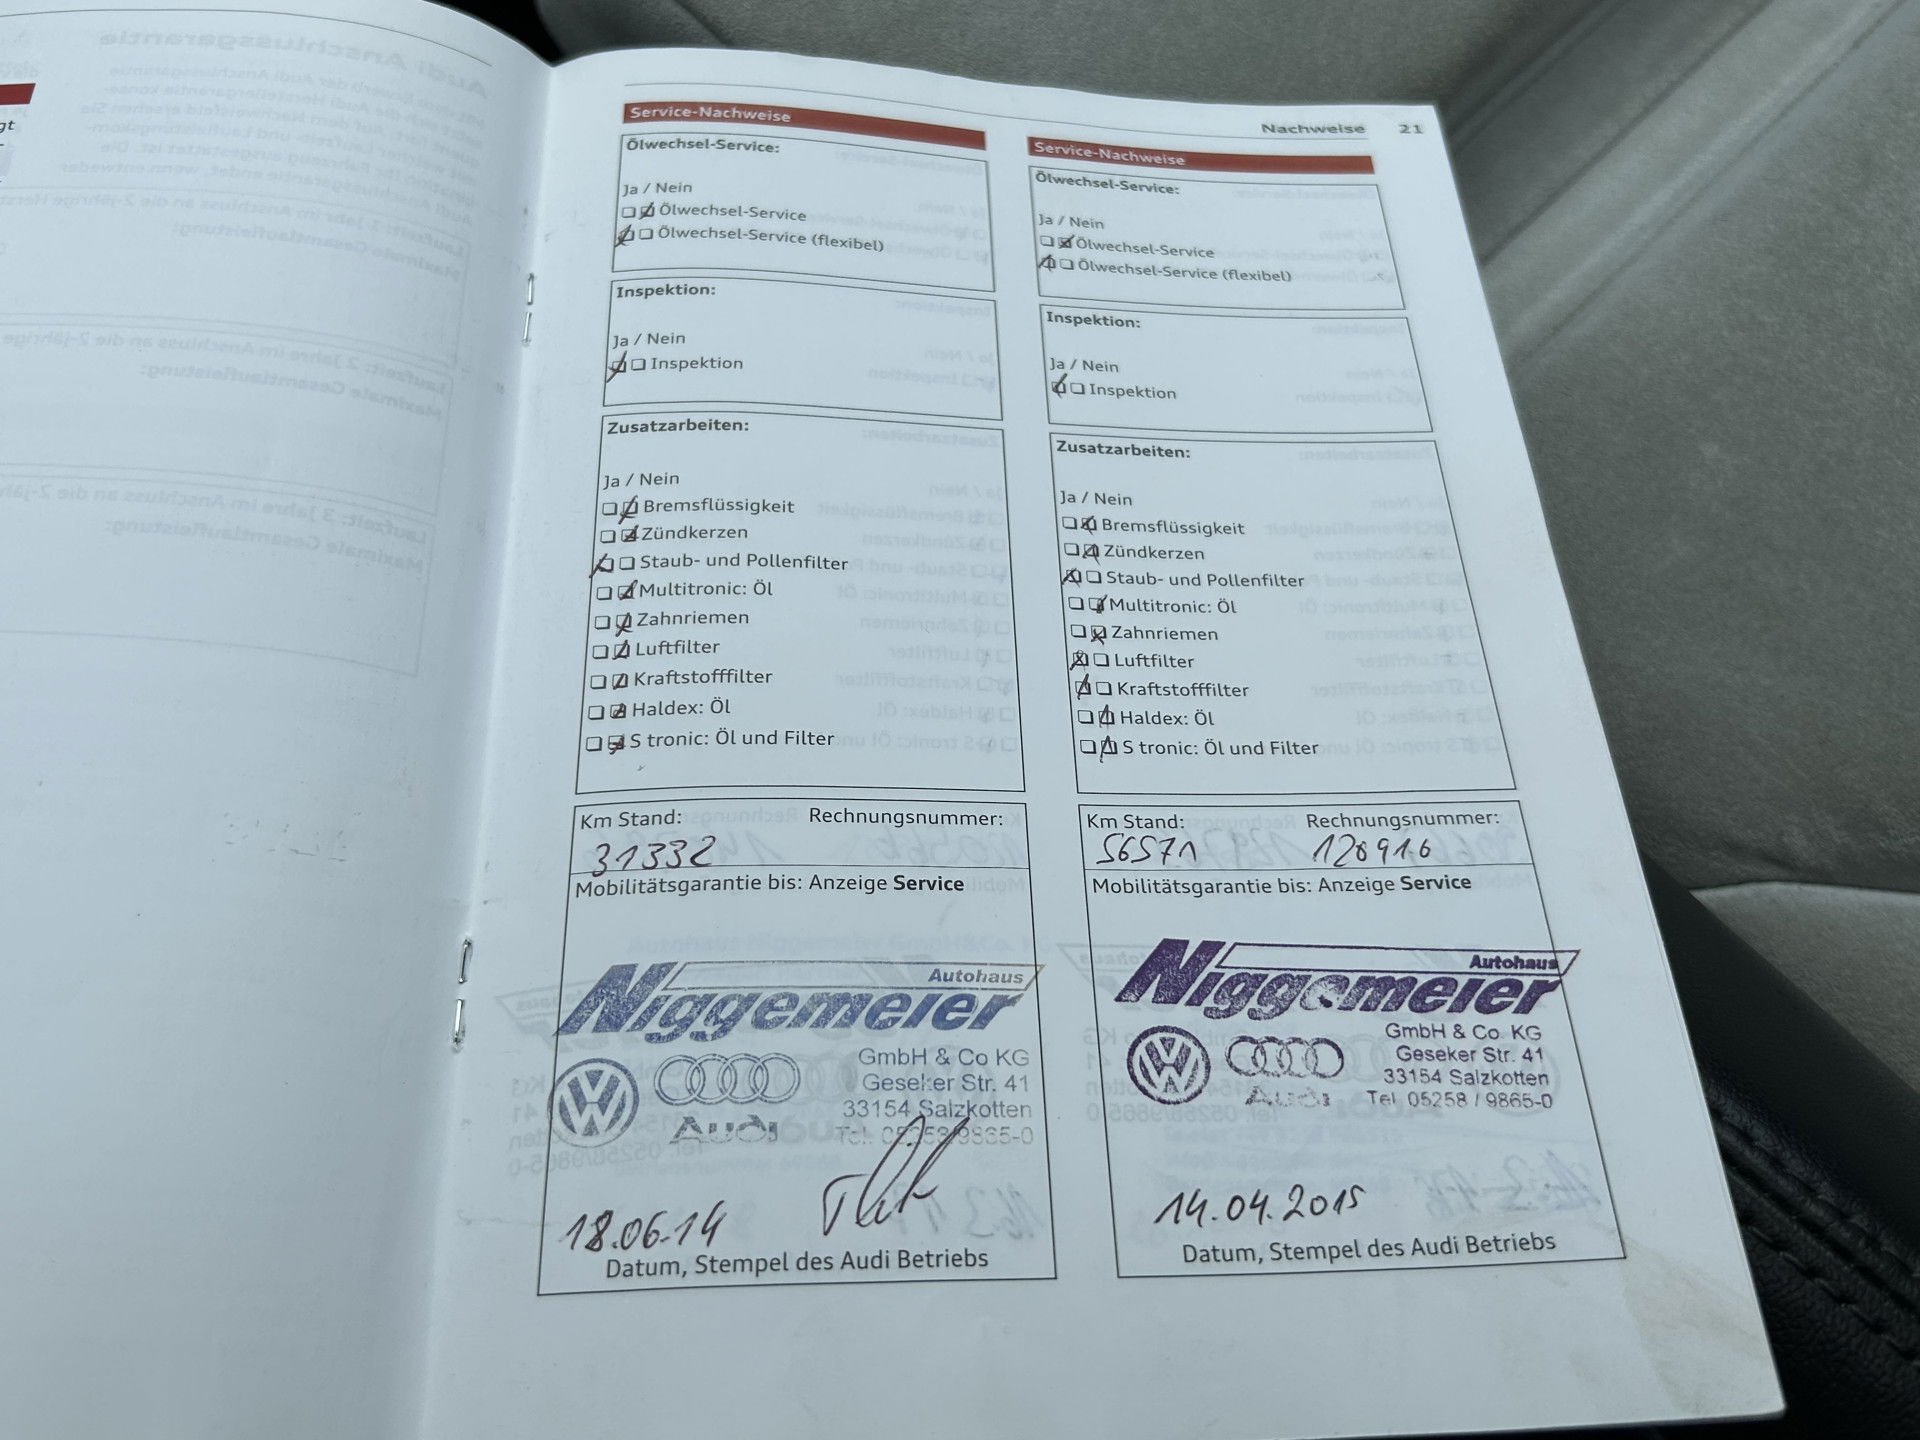 gt
Nachweise 21
Service-Nachweise
Ölwechsel-Service:
Ja / Nein
Ölwechsel-Service
Ölwechsel-Service (flexibel)
Inspektion:
Ja / Nein
Inspektion
Zusatzarbeiten:
Ja / Nein
Bremsflüssigkeit
Zündkerzen
Staub- und Pollenfilter
Multitronic: Öl
Zahnriemen
Luftfilter
Kraftstofffilter
Haldex: Öl
S tronic: Öl und Filter
Km Stand: Rechnungsnummer:
31332
Mobilitätsgarantie bis: Anzeige Service
Autohaus
Niggemeier
GmbH & Co KG
Geseker Str. 41
33154 Salzkotten
Audi Tel. 05258/9865-0
18.06.14
Datum, Stempel des Audi Betriebs
Service-Nachweise
Ölwechsel-Service:
Ja / Nein
Ölwechsel-Service
Ölwechsel-Service (flexibel)
Inspektion:
Ja / Nein
Inspektion
Zusatzarbeiten:
Ja / Nein
Bremsflüssigkeit
Zündkerzen
Staub- und Pollenfilter
Multitronic: Öl
Zahnriemen
Luftfilter
Kraftstofffilter
Haldex: Öl
S tronic: Öl und Filter
Km Stand: Rechnungsnummer:
56571 128916
Mobilitätsgarantie bis: Anzeige Service
Autohaus
Niggemeier
GmbH & Co. KG
Geseker Str. 41
33154 Salzkotten
Audi Tel. 05258 / 9865-0
14.04.2015
Datum, Stempel des Audi Betriebs